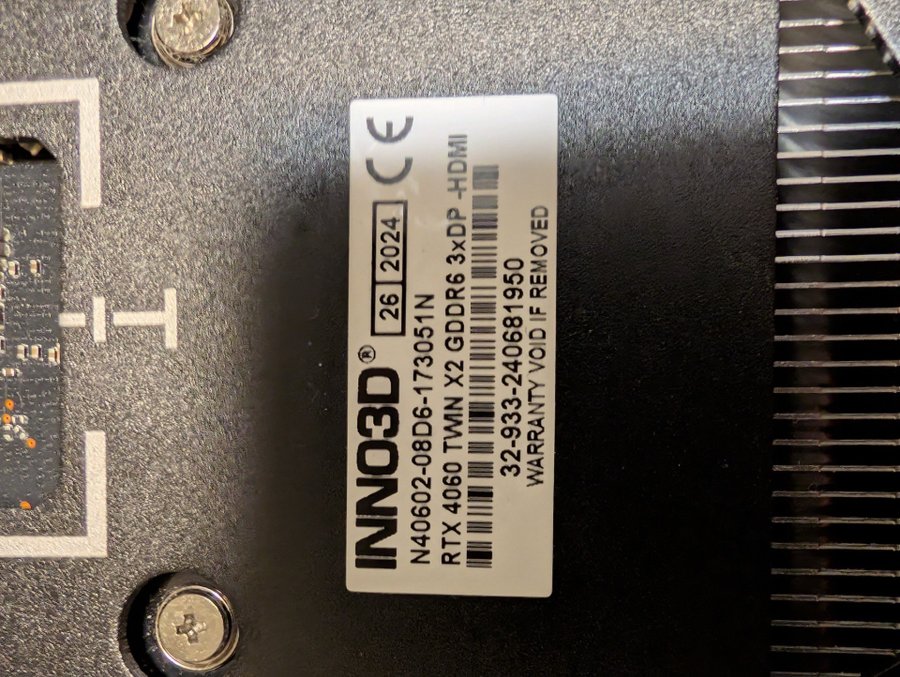 INNO3D® 26 2024 CE
N40602-08D6-173051N
RTX 4060 TWIN X2 GDDR6 3xDP -HDMI
32-933-240681950
WARRANTY VOID IF REMOVED